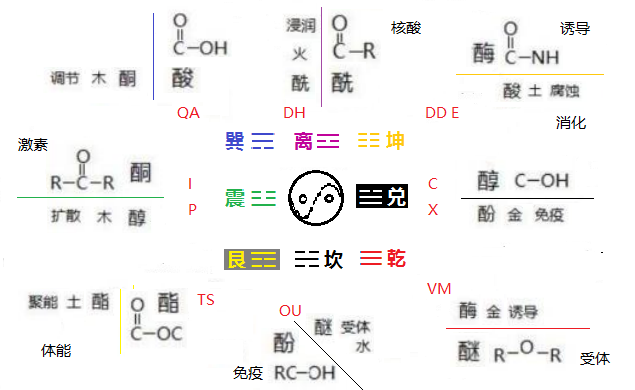 调节 木 酮
O
C—OH
酸
浸润
火
酰
O
C—R
酰
核酸
酶
O
C—NH
诱导
酸 土 腐蚀
消化
QA
DH
DD E
巽 ☴
离 ☲
☷ 坤
激素
O
R—C—R
酮
扩散 木 醇
I
P
震 ☳
☱ 兑
C
X
醇 C—OH
酚 金 免疫
艮 ☶
☵ 坎
☰ 乾
聚能 土 酯
体能
O
C—OC
酯
TS
OU
酚
醚 受体
水
免疫 RC—OH
VM
酶 金 诱导
醚 R—O—R 受体